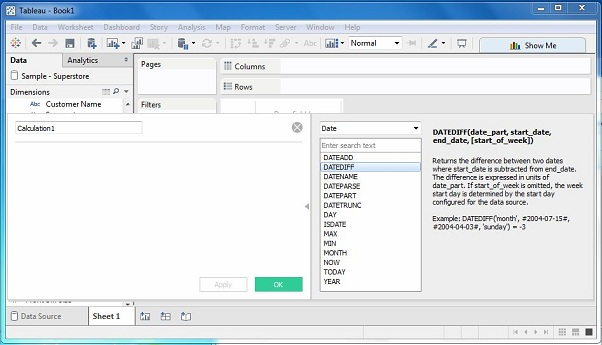 Tableau - Book1
File Data Worksheet Dashboard Story Analysis Map Format Server Window Help
Abc Normal Show Me
Data Analytics
Sample - Superstore
Dimensions
Abc Customer Name
Pages
Columns
Rows
Filters
Calculation1
Apply OK
Date
Enter search text
DATEADD
DATEDIFF
DATENAME
DATEPARSE
DATEPART
DATETRUNC
DAY
ISDATE
MAX
MIN
MONTH
NOW
TODAY
YEAR
DATEDIFF(date_part, start_date,
end_date, [start_of_week])
Returns the difference between two dates
where start_date is subtracted from end_date.
The difference is expressed in units of
date_part. If start_of_week is omitted, the week
start day is determined by the start day
configured for the data source.
Example: DATEDIFF('month', #2004-07-15#,
#2004-04-03#, 'sunday') = -3
Data Source Sheet 1